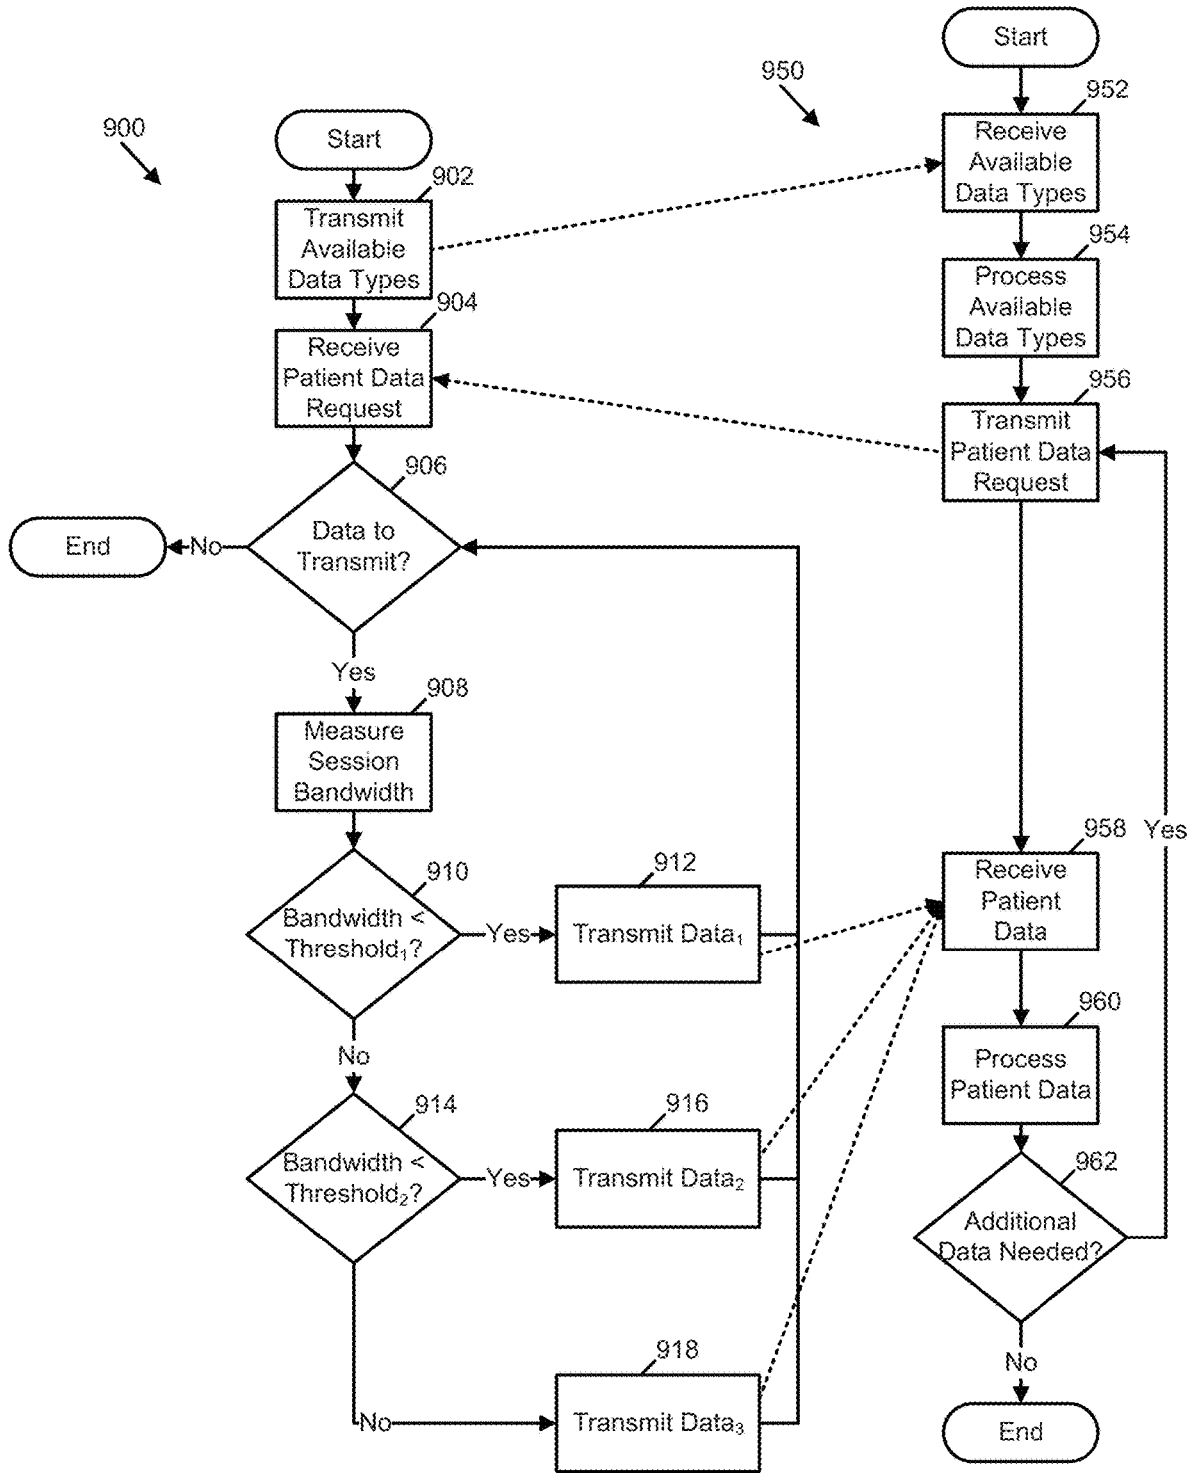 900
Start
902
Transmit
Available
Data Types
904
Receive
Patient Data
Request
906
Data to
Transmit?
No
End
Yes
908
Measure
Session
Bandwidth
910
Bandwidth <
Threshold₁?
Yes
912
Transmit Data₁
No
914
Bandwidth <
Threshold₂?
Yes
916
Transmit Data₂
No
918
Transmit Data₃
950
Start
952
Receive
Available
Data Types
954
Process
Available
Data Types
956
Transmit
Patient Data
Request
958
Receive
Patient
Data
960
Process
Patient Data
962
Additional
Data Needed?
Yes
No
End